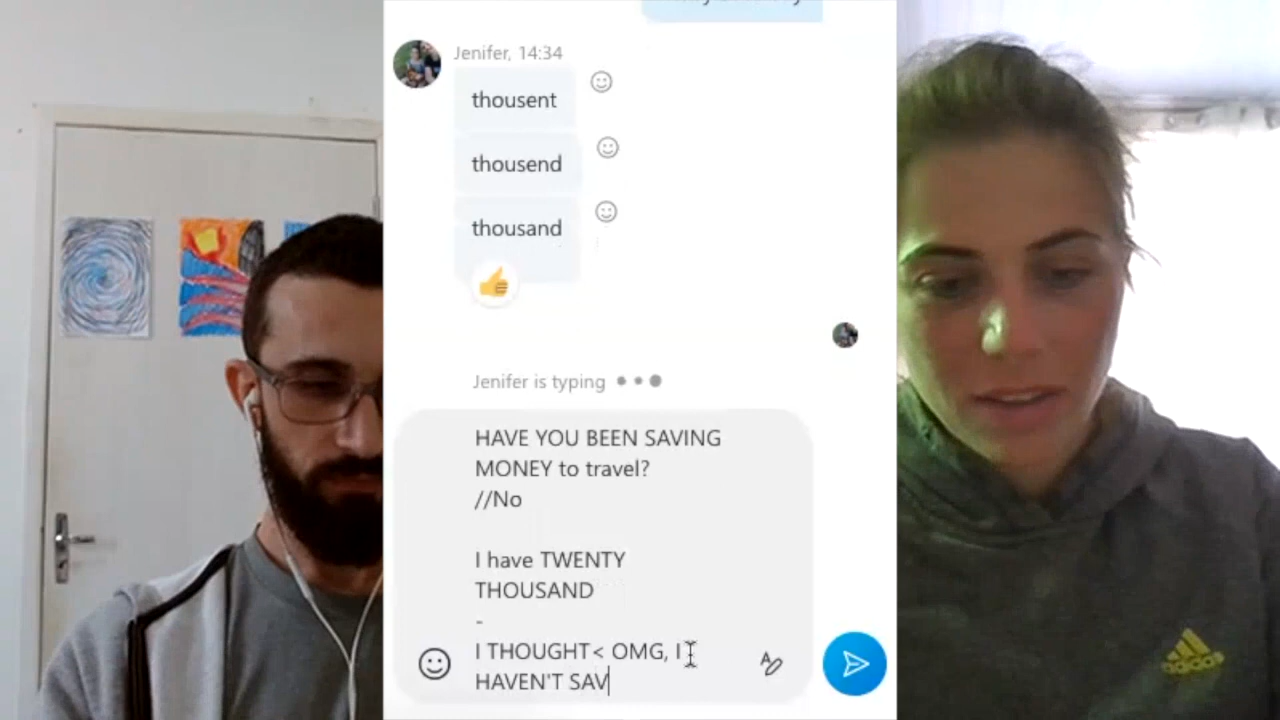 Jenifer, 14:34
thousent
thousend
thousand
Jenifer is typing
HAVE YOU BEEN SAVING
MONEY to travel?
//No
I have TWENTY
THOUSAND
-
I THOUGHT< OMG, I
HAVEN'T SAV
adidas